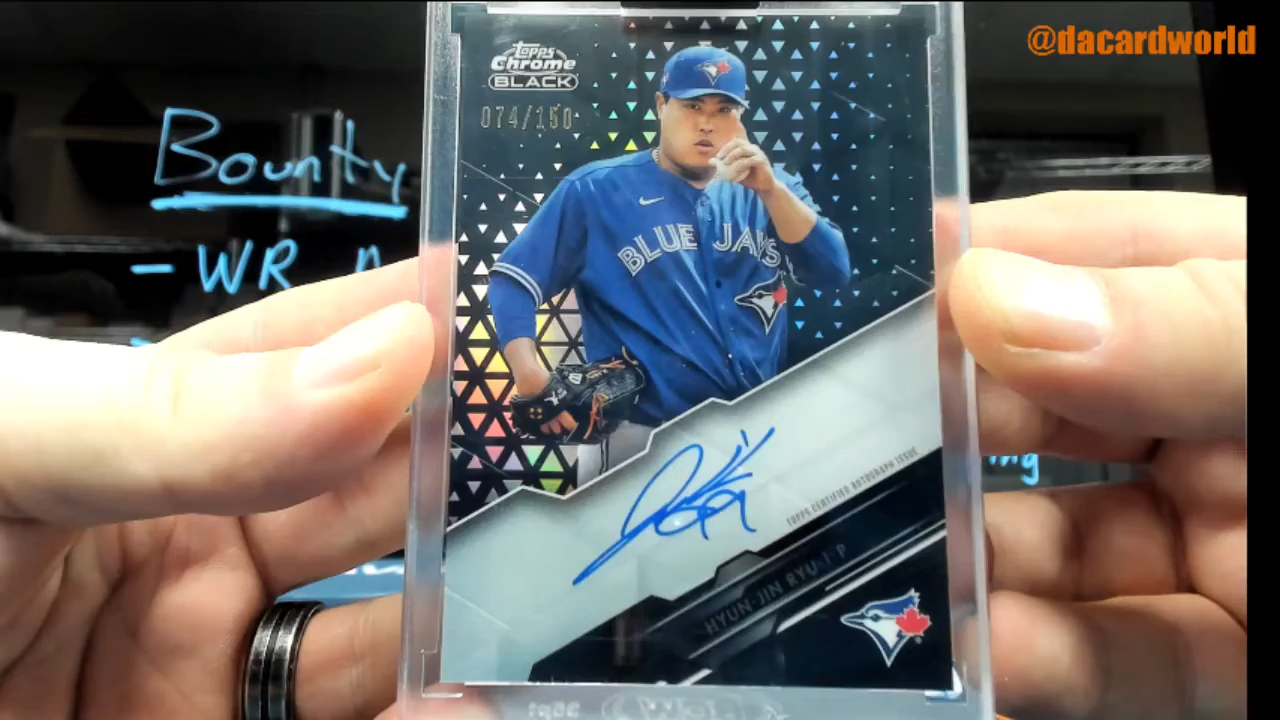 @dacardworld
Topps
Chrome
BLACK
074/150
Bounty
- WR
BLUE JAYS
TOPPS CERTIFIED AUTOGRAPH ISSUE
HYUN-JIN RYU | P